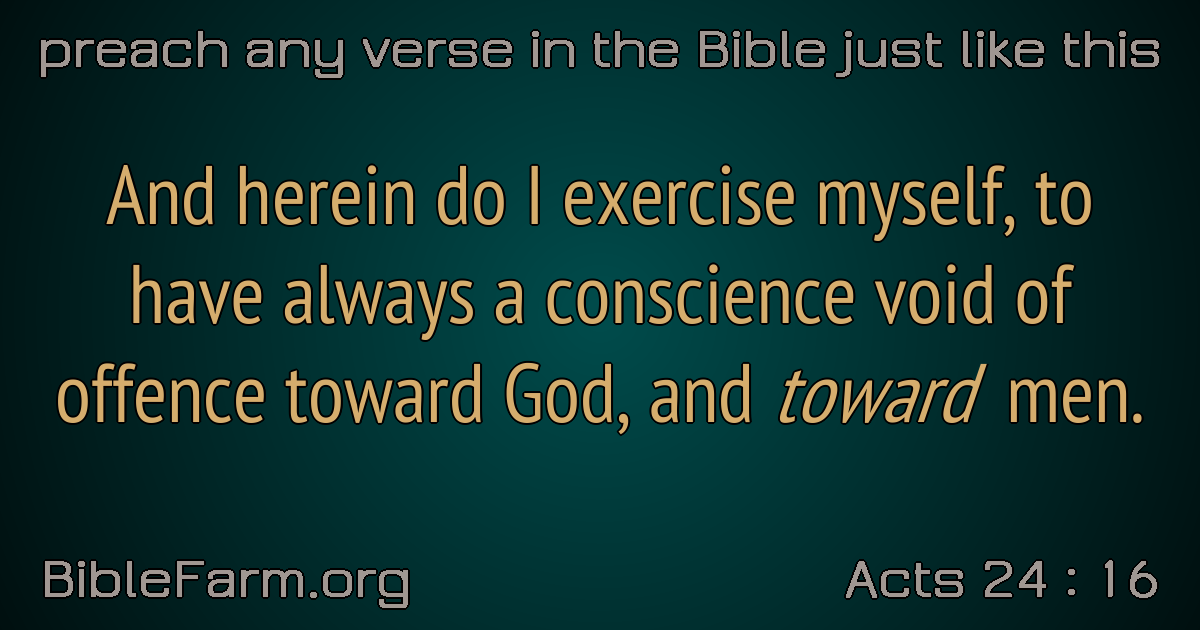 preach any verse in the Bible just like this
And herein do I exercise myself, to
have always a conscience void of
offence toward God, and toward men.
BibleFarm.org
Acts 24 : 16